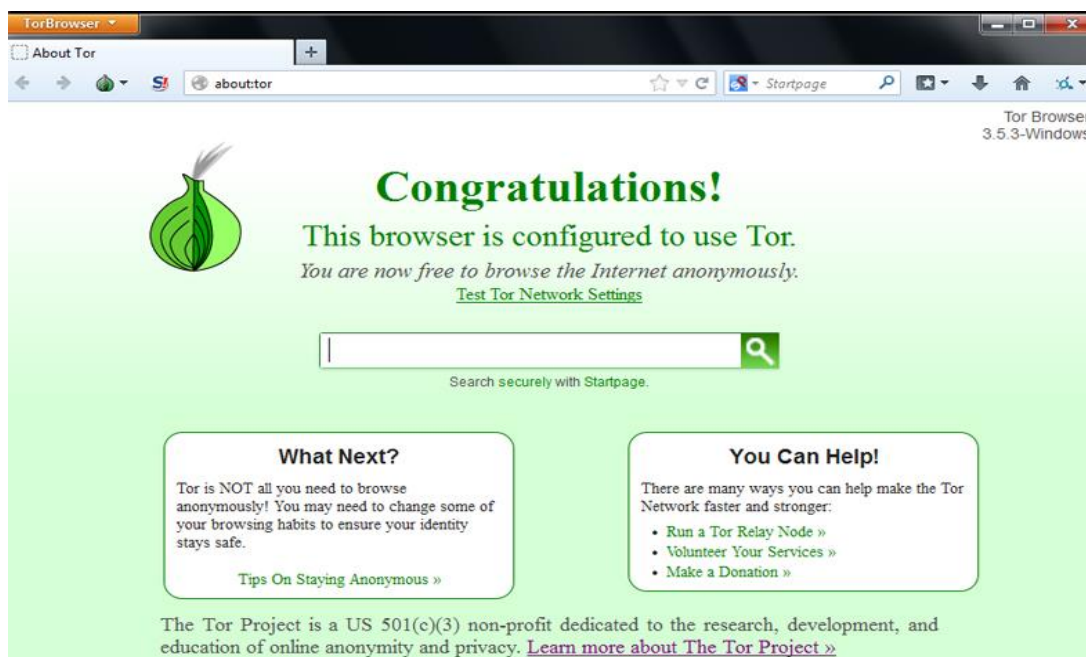 TorBrowser
About Tor
about:tor
Startpage
Tor Browser
3.5.3-Windows
Congratulations!
This browser is configured to use Tor.
You are now free to browse the Internet anonymously.
Test Tor Network Settings
Search securely with Startpage.
What Next?
Tor is NOT all you need to browse
anonymously! You may need to change some of
your browsing habits to ensure your identity
stays safe.
Tips On Staying Anonymous »
You Can Help!
There are many ways you can help make the Tor
Network faster and stronger:
• Run a Tor Relay Node »
• Volunteer Your Services »
• Make a Donation »
The Tor Project is a US 501(c)(3) non-profit dedicated to the research, development, and
education of online anonymity and privacy. Learn more about The Tor Project »